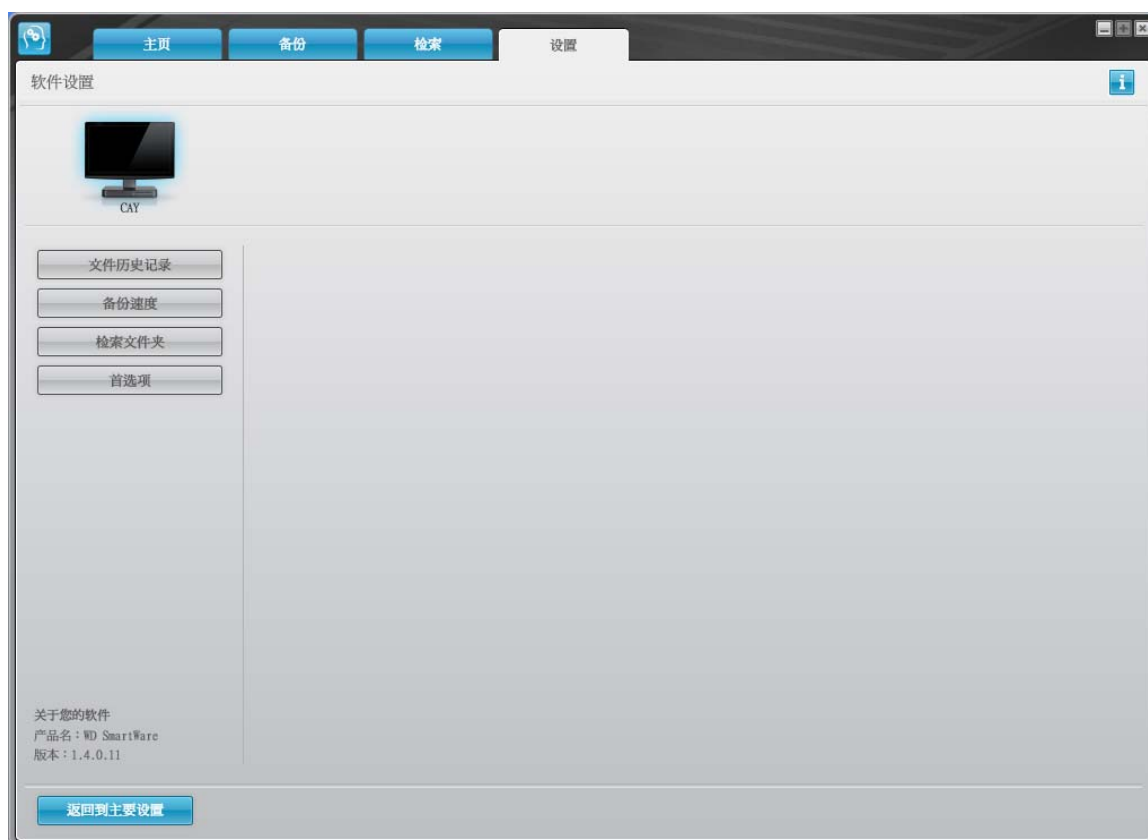 主页
备份
检索
设置
软件设置
CAY
文件历史记录
备份速度
检索文件夹
首选项
关于您的软件
产品名：WD SmartWare
版本：1.4.0.11
返回到主要设置